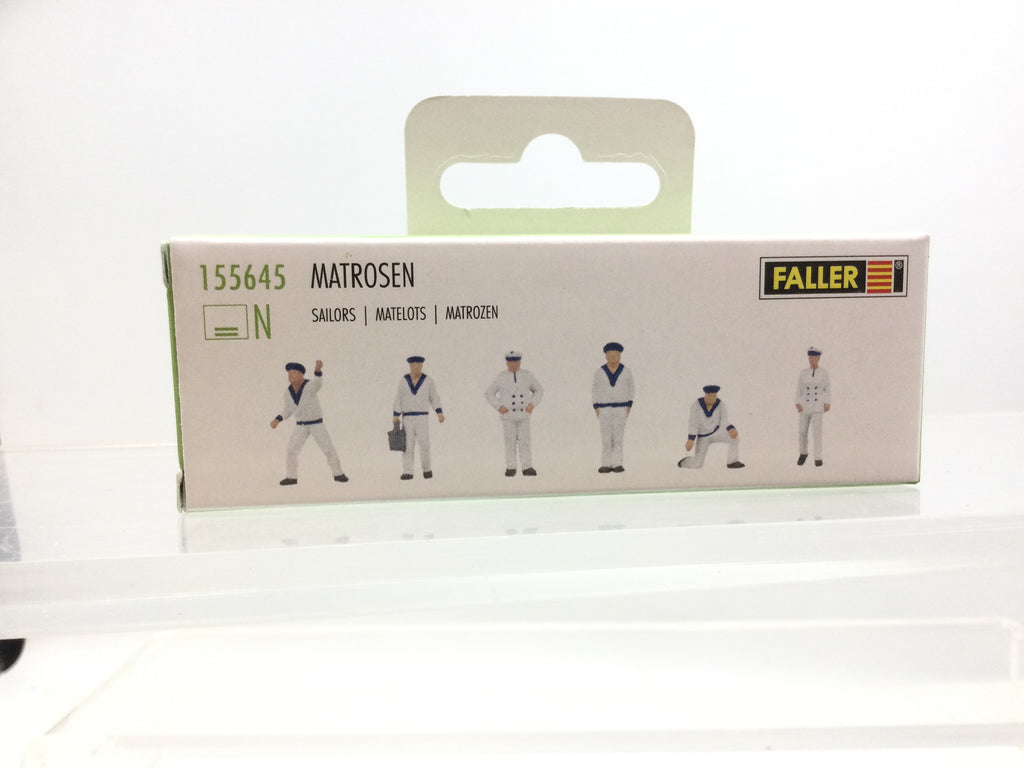 155645 MATROSEN
N SAILORS | MATELOTS | MATROZEN
FALLER ®